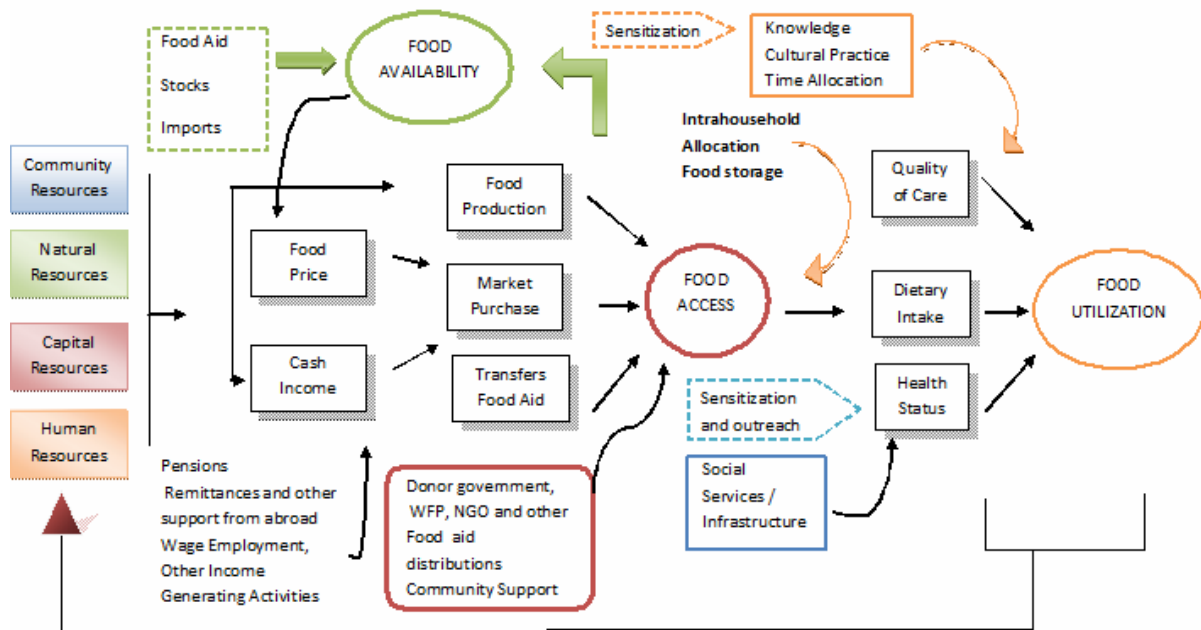 Food Aid
Stocks
Imports
FOOD
AVAILABILITY
Sensitization
Knowledge
Cultural Practice
Time Allocation
Intrahousehold
Allocation
Food storage
Community
Resources
Natural
Resources
Capital
Resources
Human
Resources
Food
Production
Food
Price
Market
Purchase
Cash
Income
Transfers
Food Aid
FOOD
ACCESS
Quality
of Care
Dietary
Intake
Health
Status
FOOD
UTILIZATION
Sensitization
and outreach
Social
Services /
Infrastructure
Pensions
Remittances and other
support from abroad
Wage Employment,
Other Income
Generating Activities
Donor government,
WFP, NGO and other
Food aid
distributions
Community Support